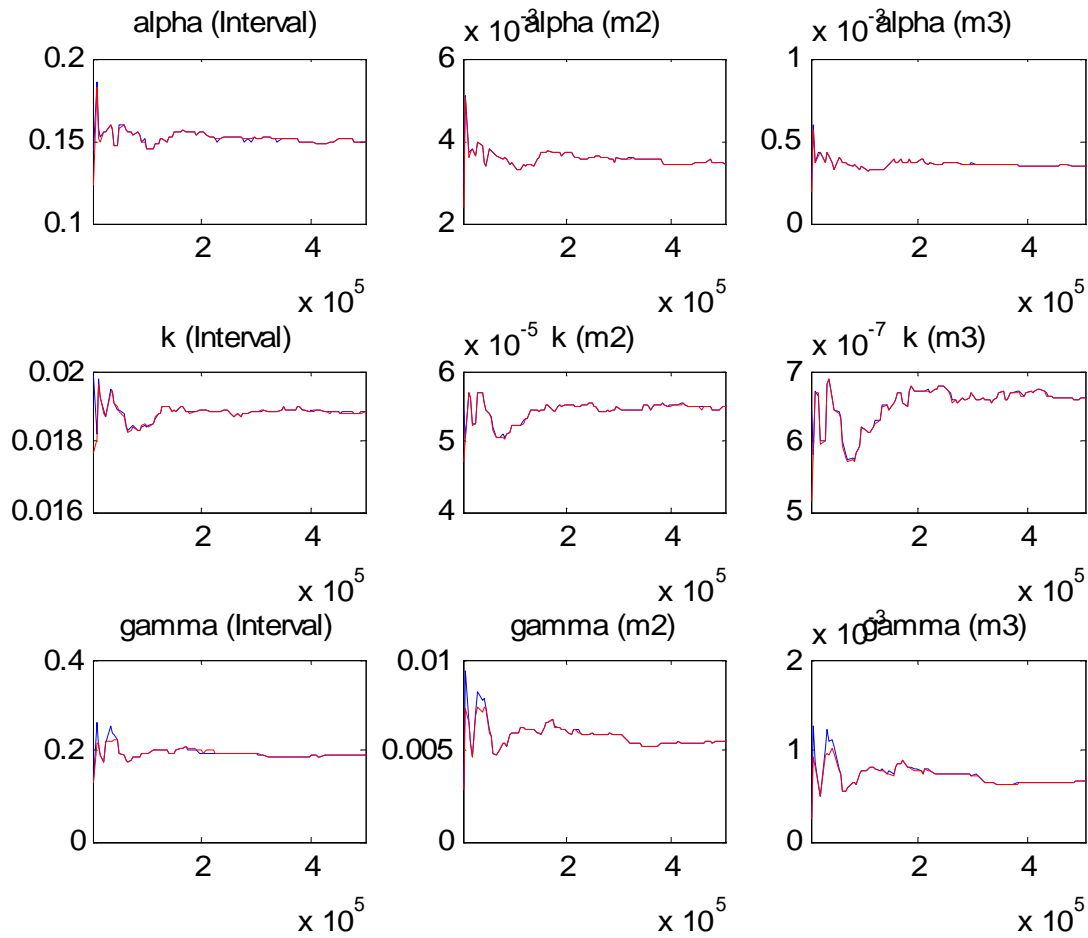 alpha (Interval)
0.2
0.15
0.1
2 4
x 10^5
x 10^-3
alpha (m2)
6
4
2
2 4
x 10^5
x 10^-3
alpha (m3)
1
0.5
0
2 4
x 10^5
k (Interval)
0.02
0.018
0.016
2 4
x 10^5
x 10^-5
k (m2)
6
5
4
2 4
x 10^5
x 10^-7
k (m3)
7
6
5
2 4
x 10^5
gamma (Interval)
0.4
0.2
0
2 4
x 10^5
gamma (m2)
0.01
0.005
0
2 4
x 10^5
x 10^-3
gamma (m3)
2
1
0
2 4
x 10^5